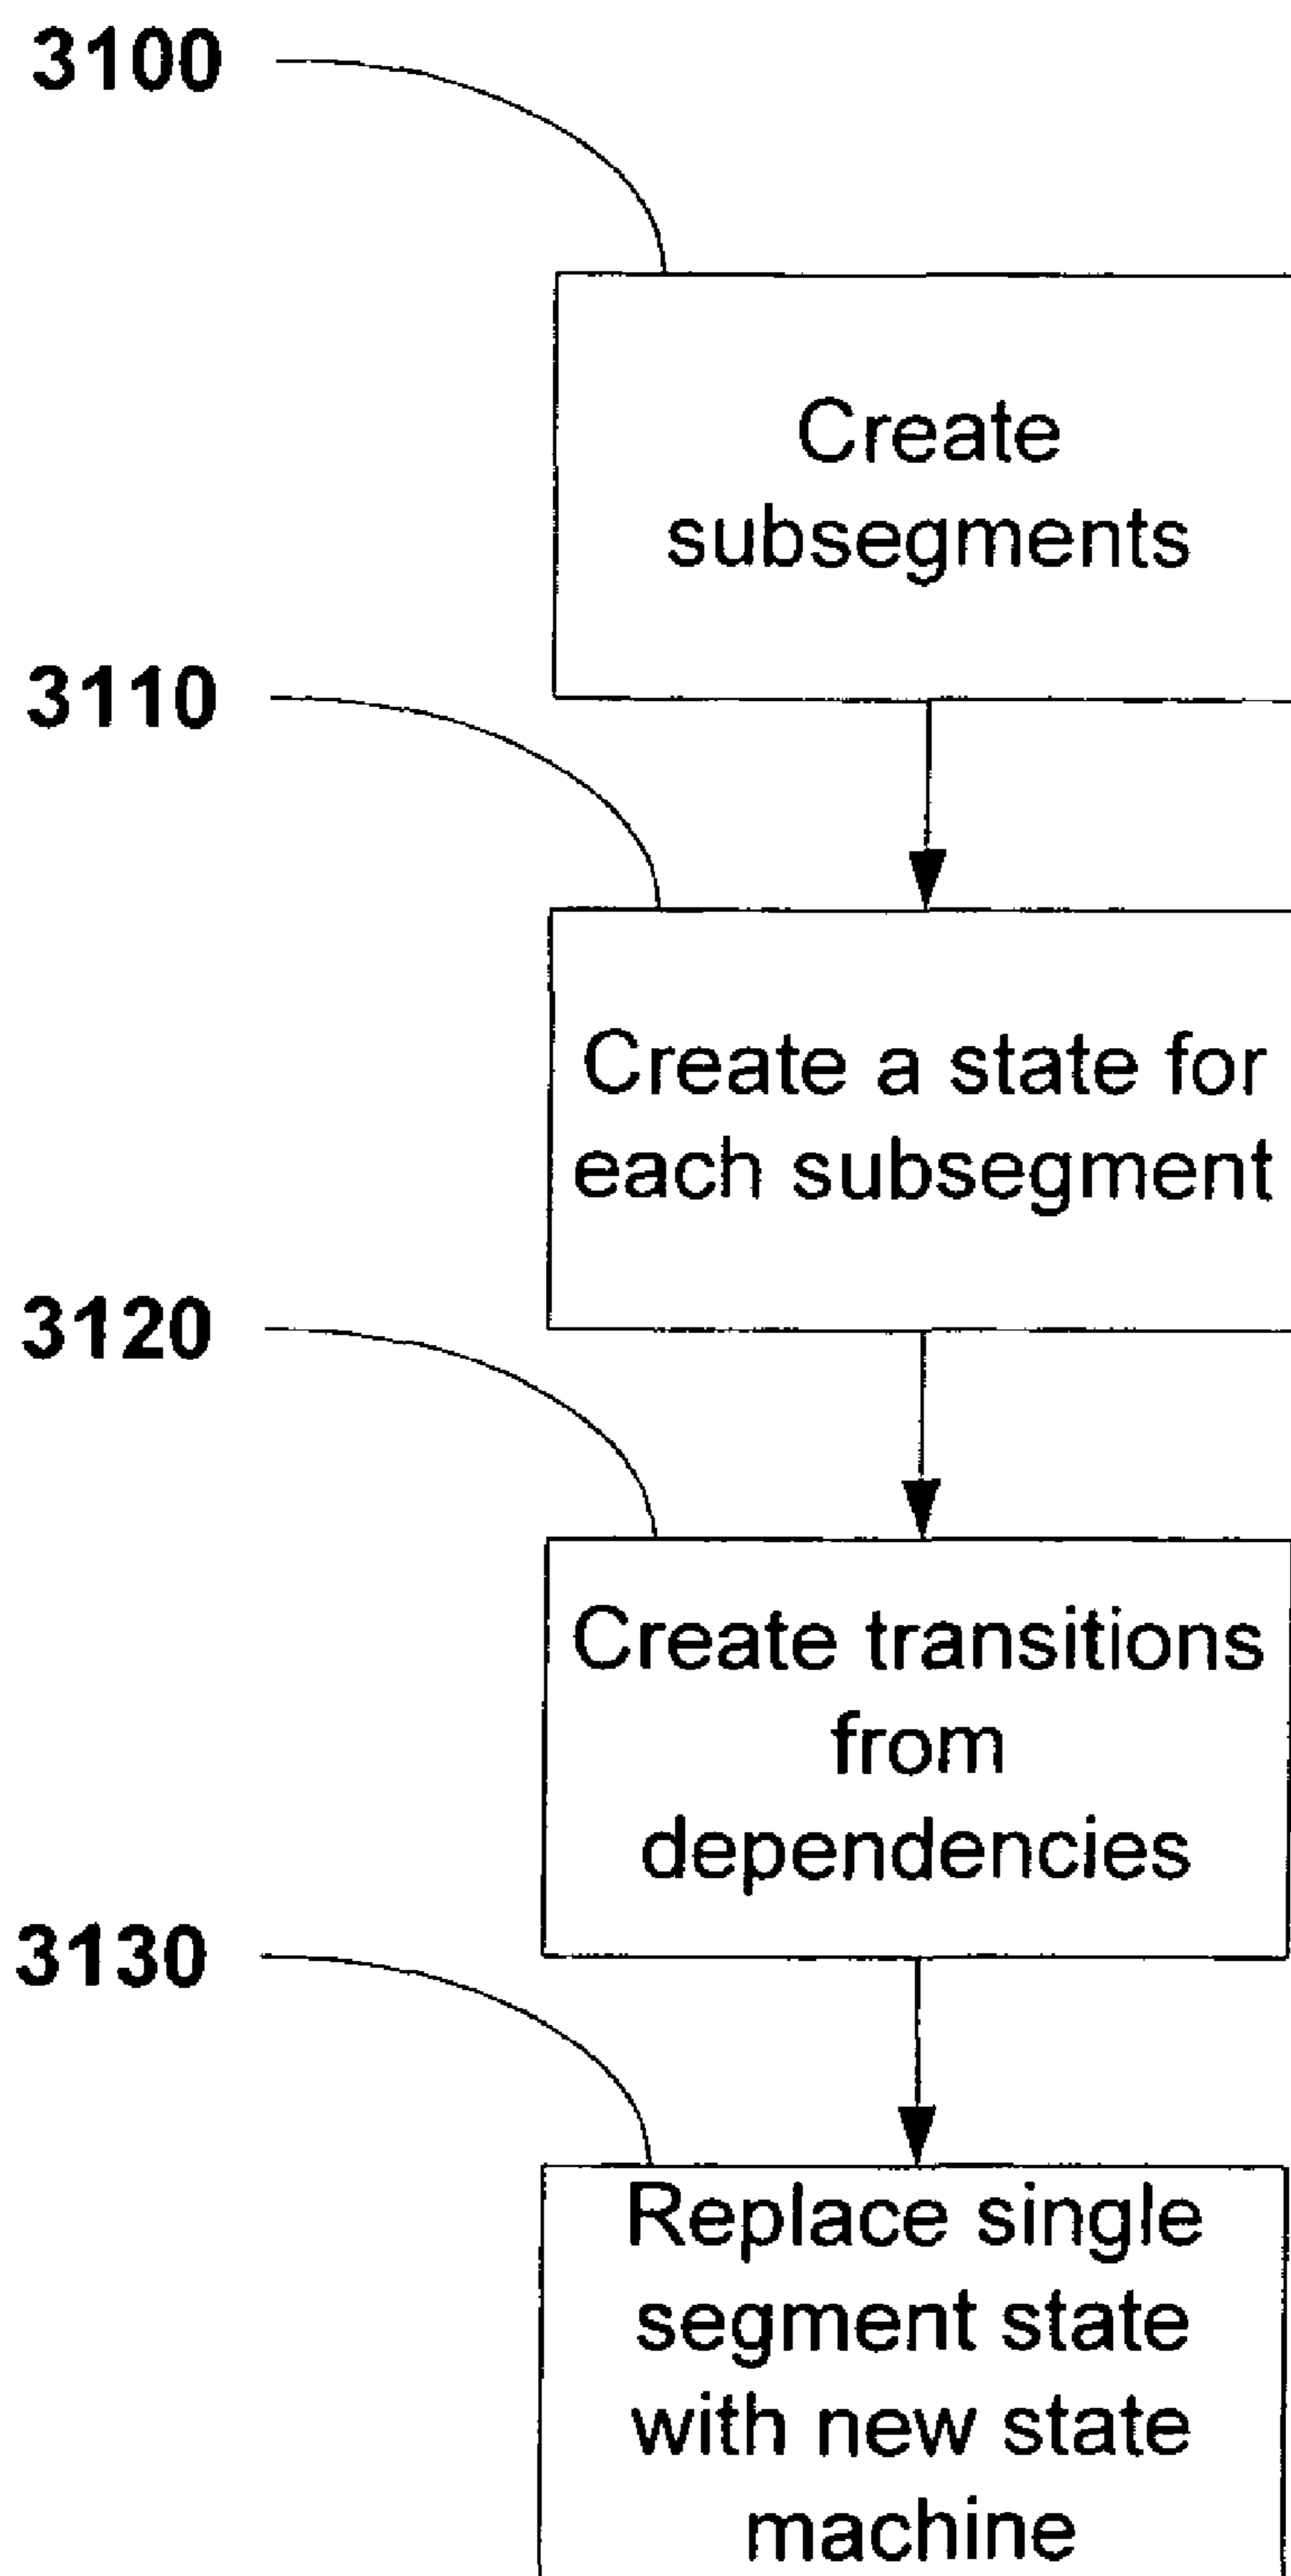 3100
Create
subsegments
3110
Create a state for
each subsegment
3120
Create transitions
from
dependencies
3130
Replace single
segment state
with new state
machine